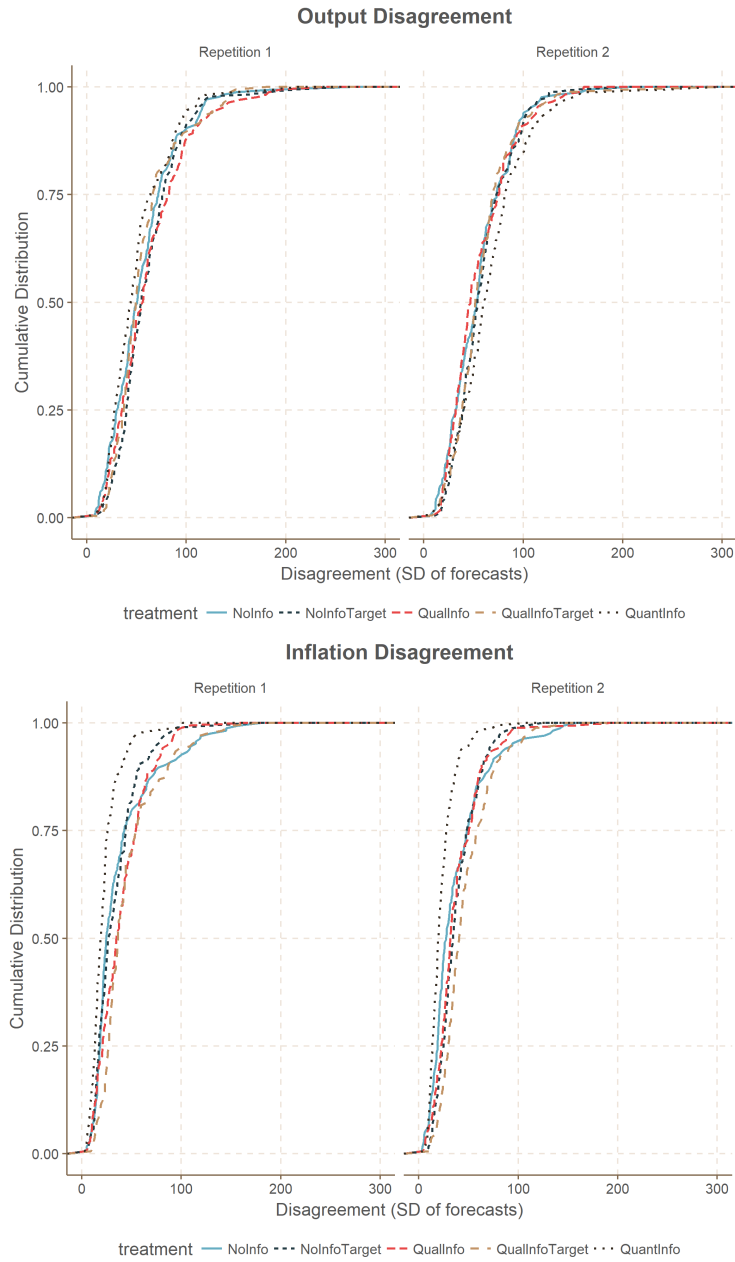 Output Disagreement
Repetition 1 Repetition 2
Cumulative Distribution
1.00
0.75
0.50
0.25
0.00
0 100 200 300 0 100 200 300
Disagreement (SD of forecasts)
treatment NoInfo NoInfoTarget QualInfo QualInfoTarget QuantInfo
Inflation Disagreement
Repetition 1 Repetition 2
Cumulative Distribution
1.00
0.75
0.50
0.25
0.00
0 100 200 300 0 100 200 300
Disagreement (SD of forecasts)
treatment NoInfo NoInfoTarget QualInfo QualInfoTarget QuantInfo